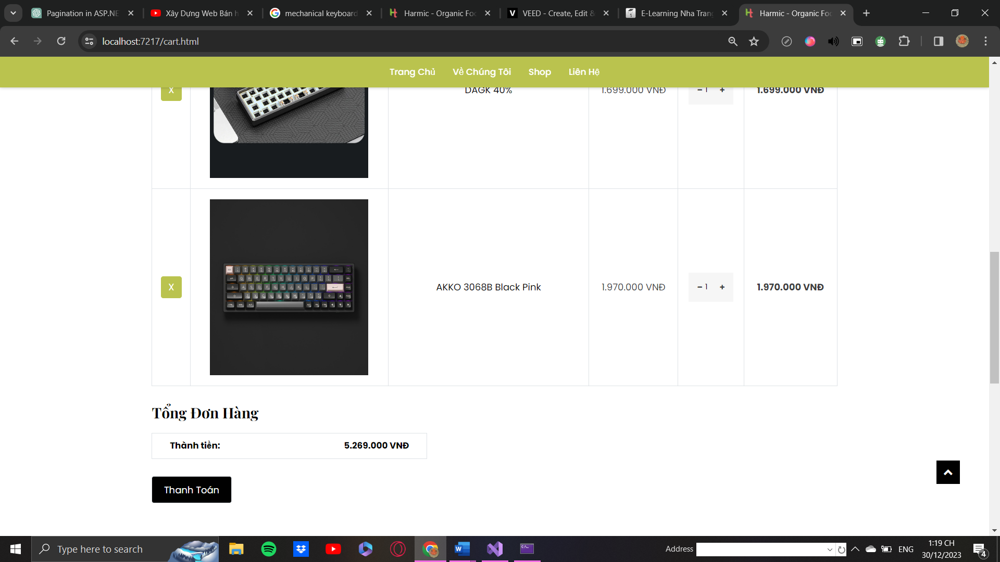 Pagination in ASP.NE
Xây Dựng Web Bán h
mechanical keyboard
Harmic - Organic Foo
VEED - Create, Edit &
E-Learning Nha Trang
Harmic - Organic Foo
localhost:7217/cart.html
Trang Chủ Về Chúng Tôi Shop Liên Hệ
X DAGK 40% 1.699.000 VNĐ - 1 + 1.699.000 VNĐ
X AKKO 3068B Black Pink 1.970.000 VNĐ - 1 + 1.970.000 VNĐ
Tổng Đơn Hàng
Thành tiền: 5.269.000 VNĐ
Thanh Toán
Type here to search
Address
ENG
1:19 CH
30/12/2023
4